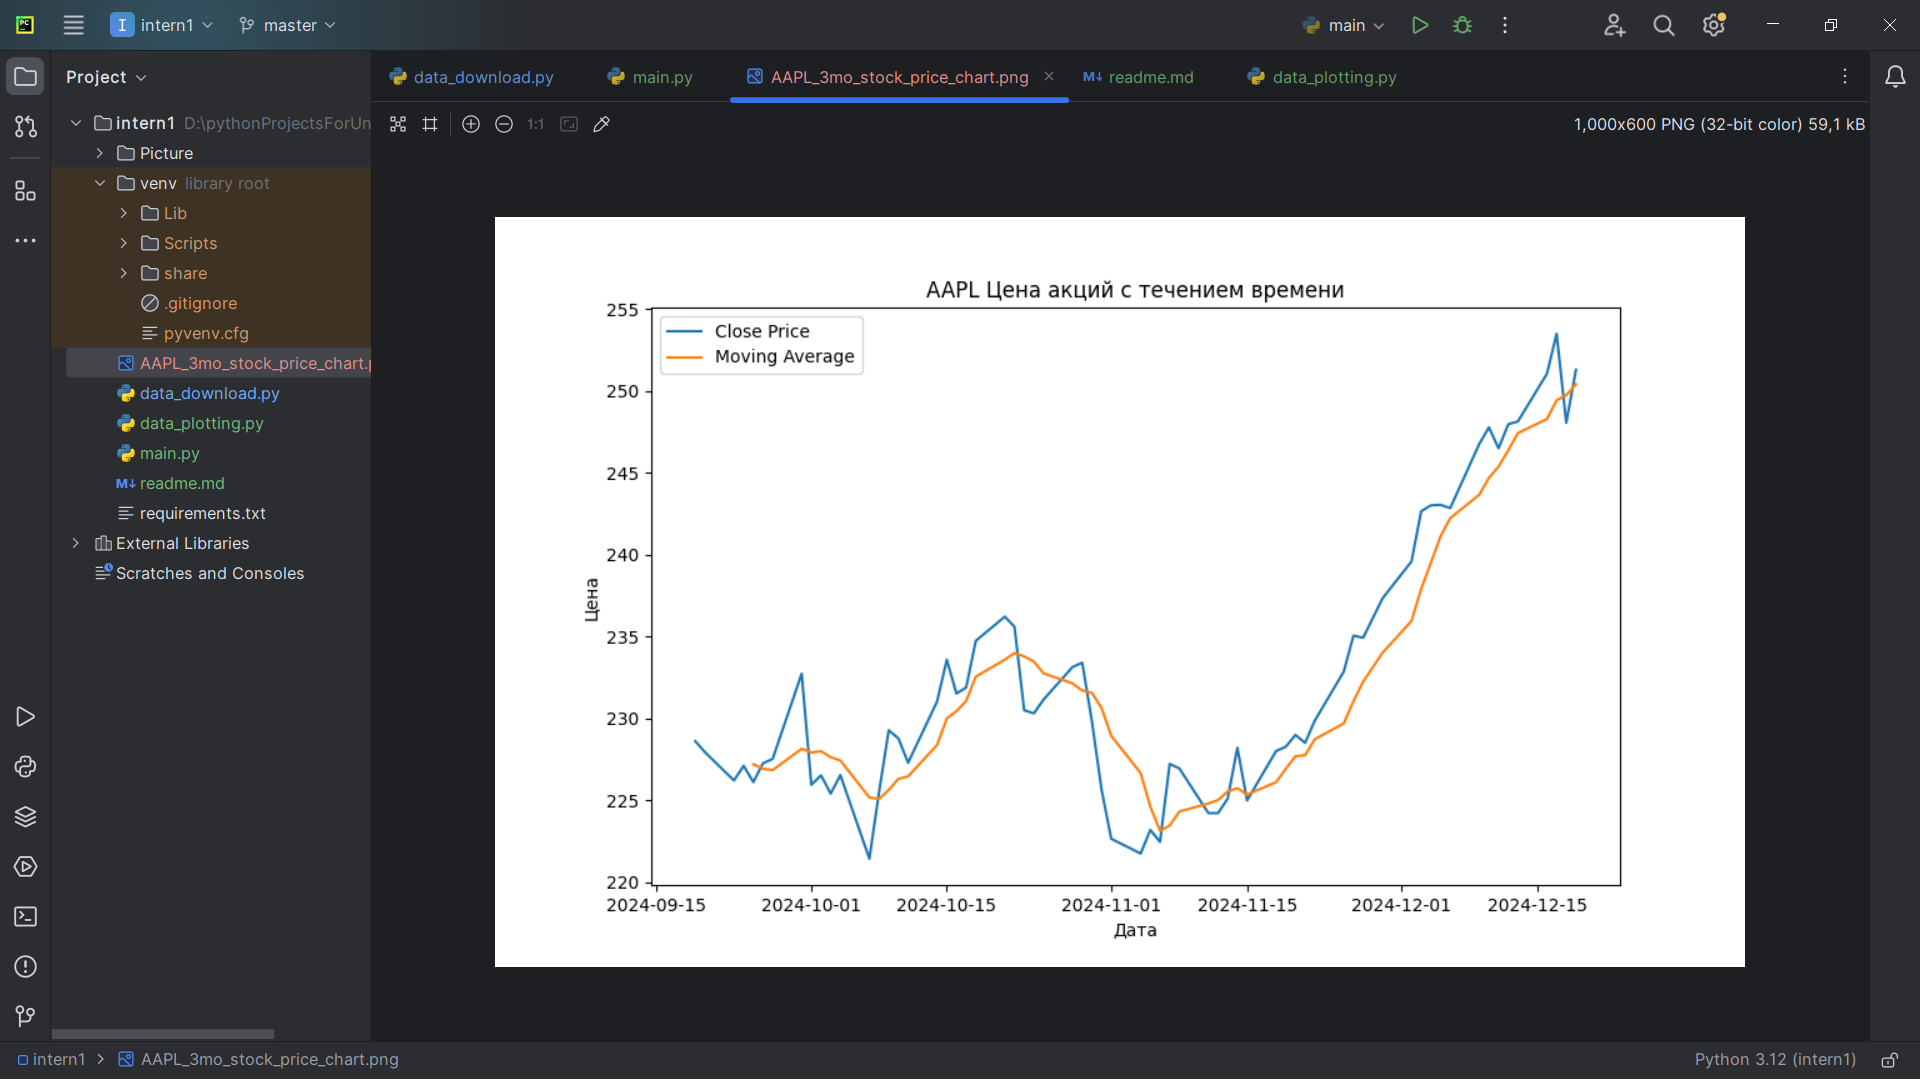 intern1
master
main
Project
data_download.py
main.py
AAPL_3mo_stock_price_chart.png
readme.md
data_plotting.py
intern1 D:\pythonProjectsForUn
Picture
venv library root
Lib
Scripts
share
.gitignore
pyvenv.cfg
AAPL_3mo_stock_price_chart.p
data_download.py
data_plotting.py
main.py
readme.md
requirements.txt
External Libraries
Scratches and Consoles
1:1
1,000x600 PNG (32-bit color) 59,1 kB
AAPL Цена акций с течением времени
Close Price
Moving Average
255
250
245
240
235
230
225
220
Цена
2024-09-15 2024-10-01 2024-10-15 2024-11-01 2024-11-15 2024-12-01 2024-12-15
Дата
intern1 > AAPL_3mo_stock_price_chart.png
Python 3.12 (intern1)